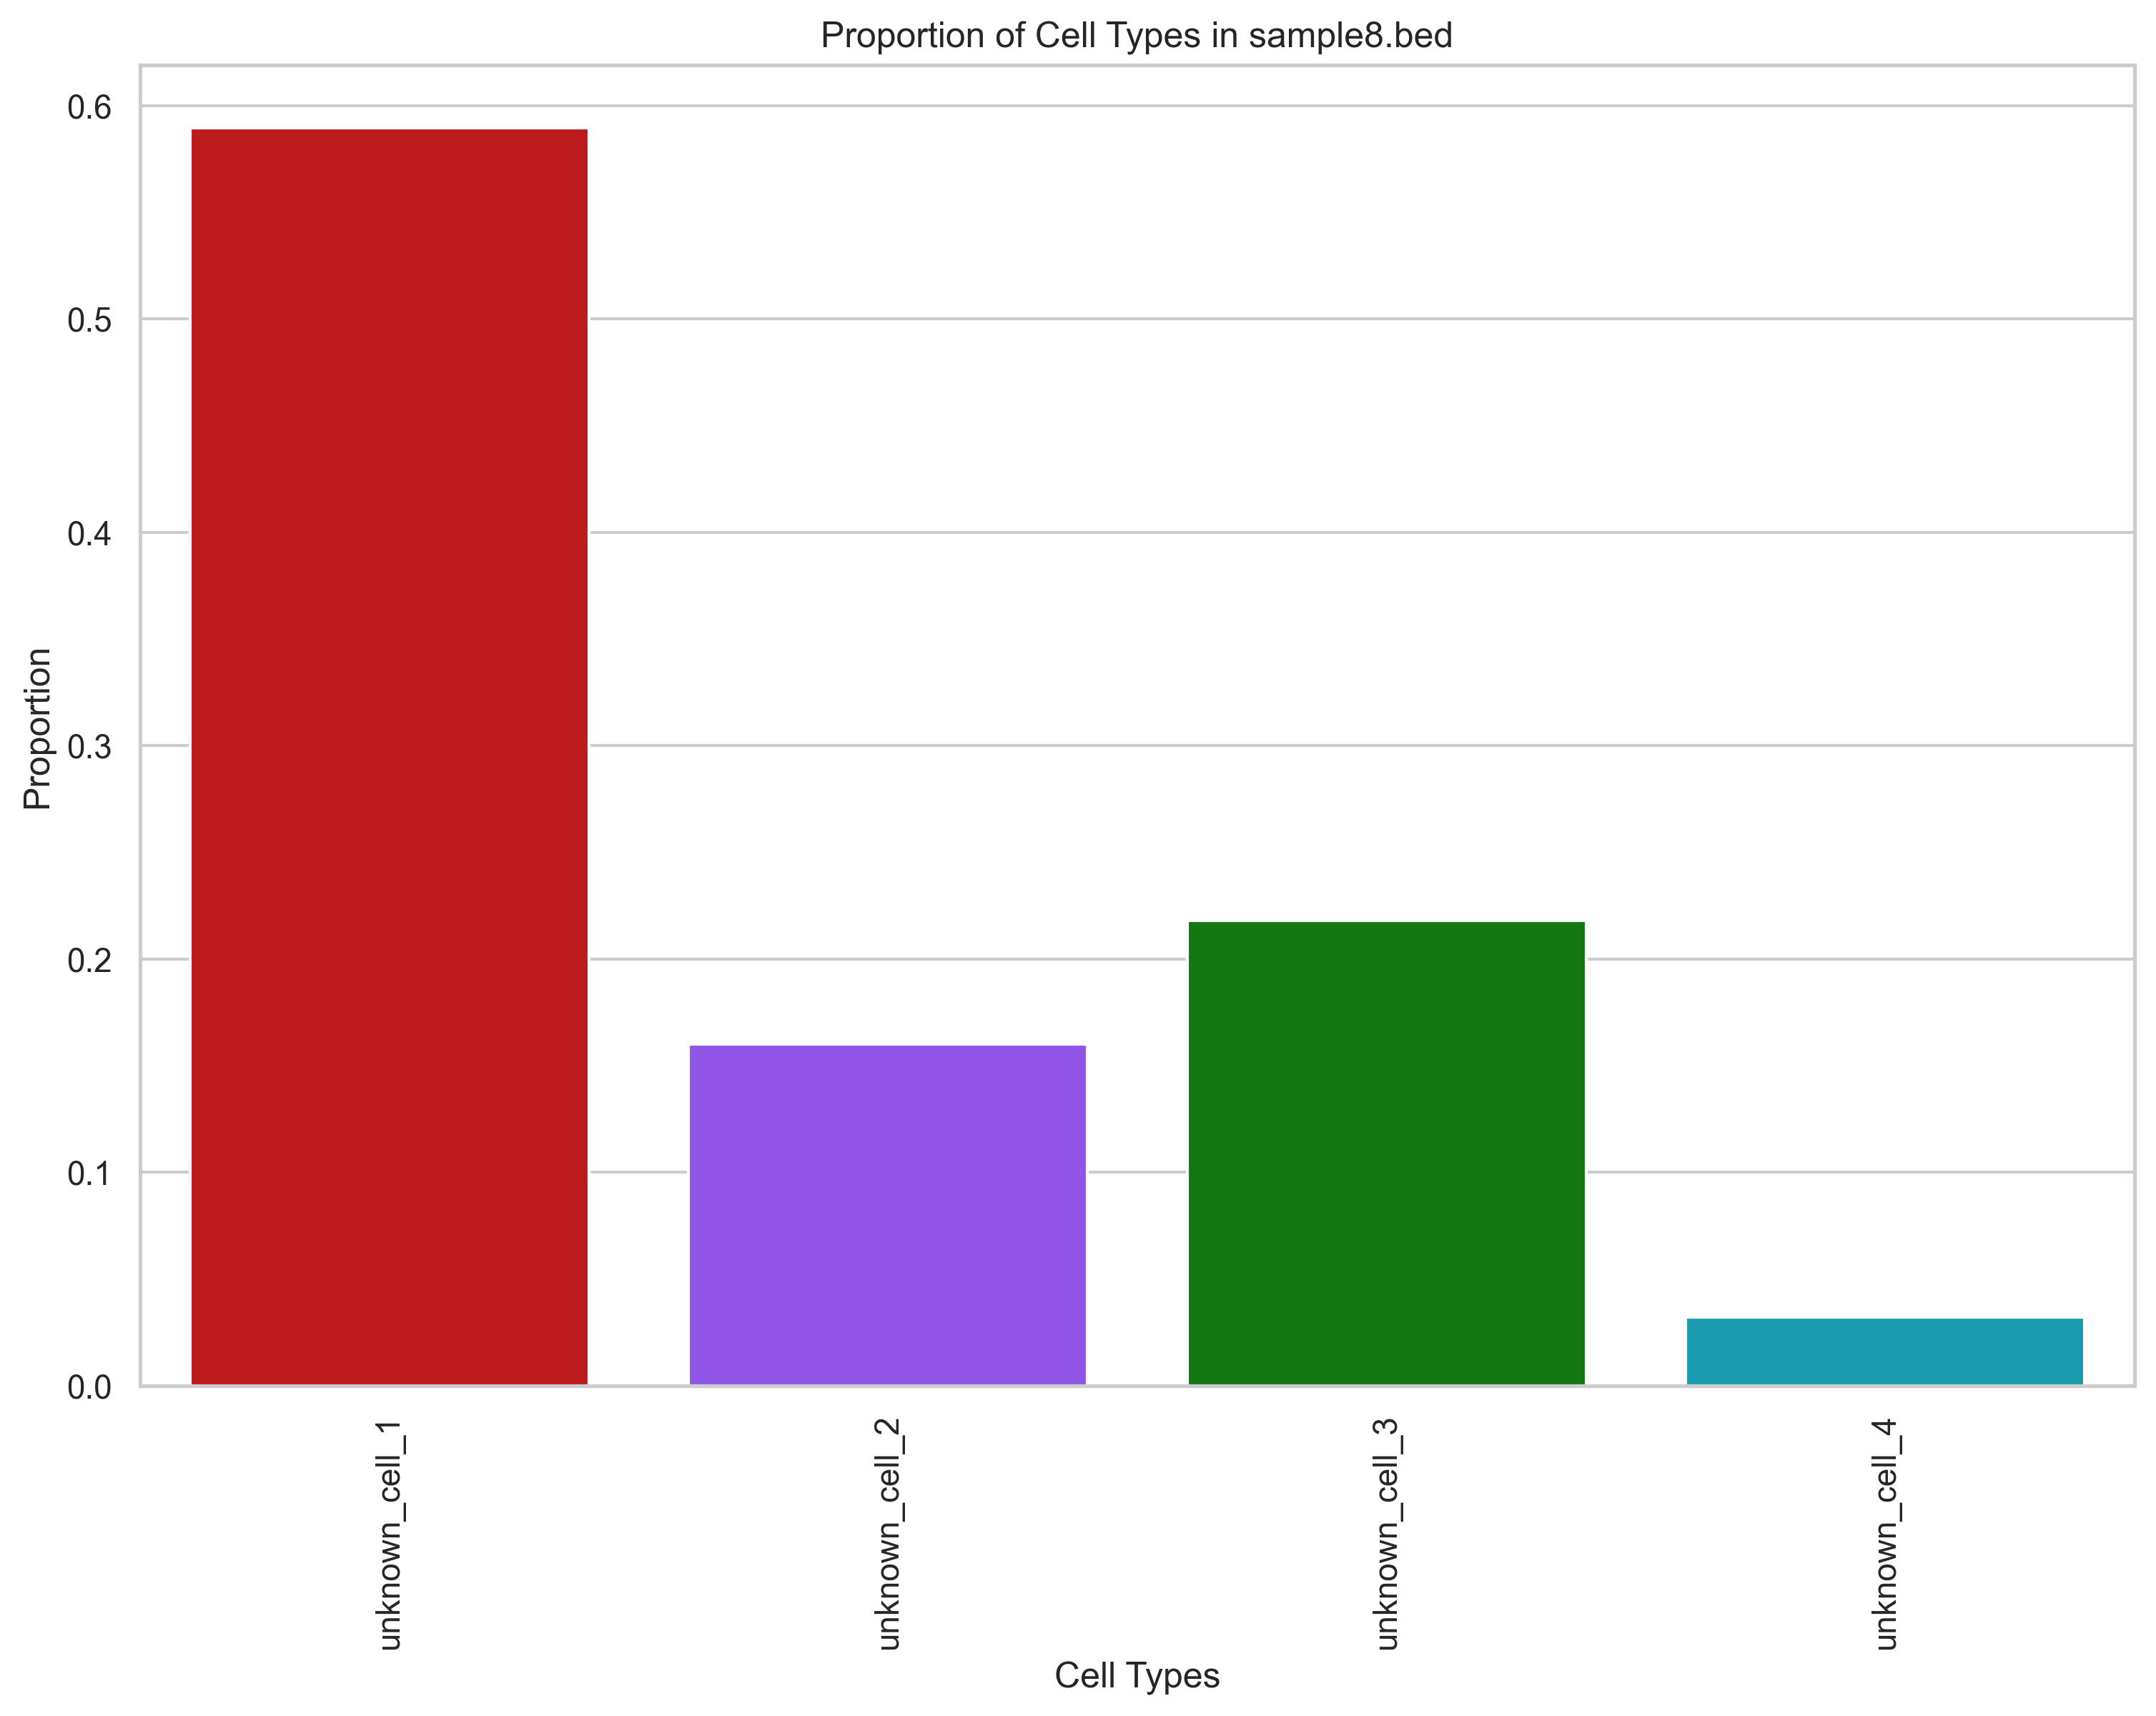 Proportion of Cell Types in sample8.bed
Proportion
0.6
0.5
0.4
0.3
0.2
0.1
0.0
unknown_cell_1
unknown_cell_2
unknown_cell_3
unknown_cell_4
Cell Types